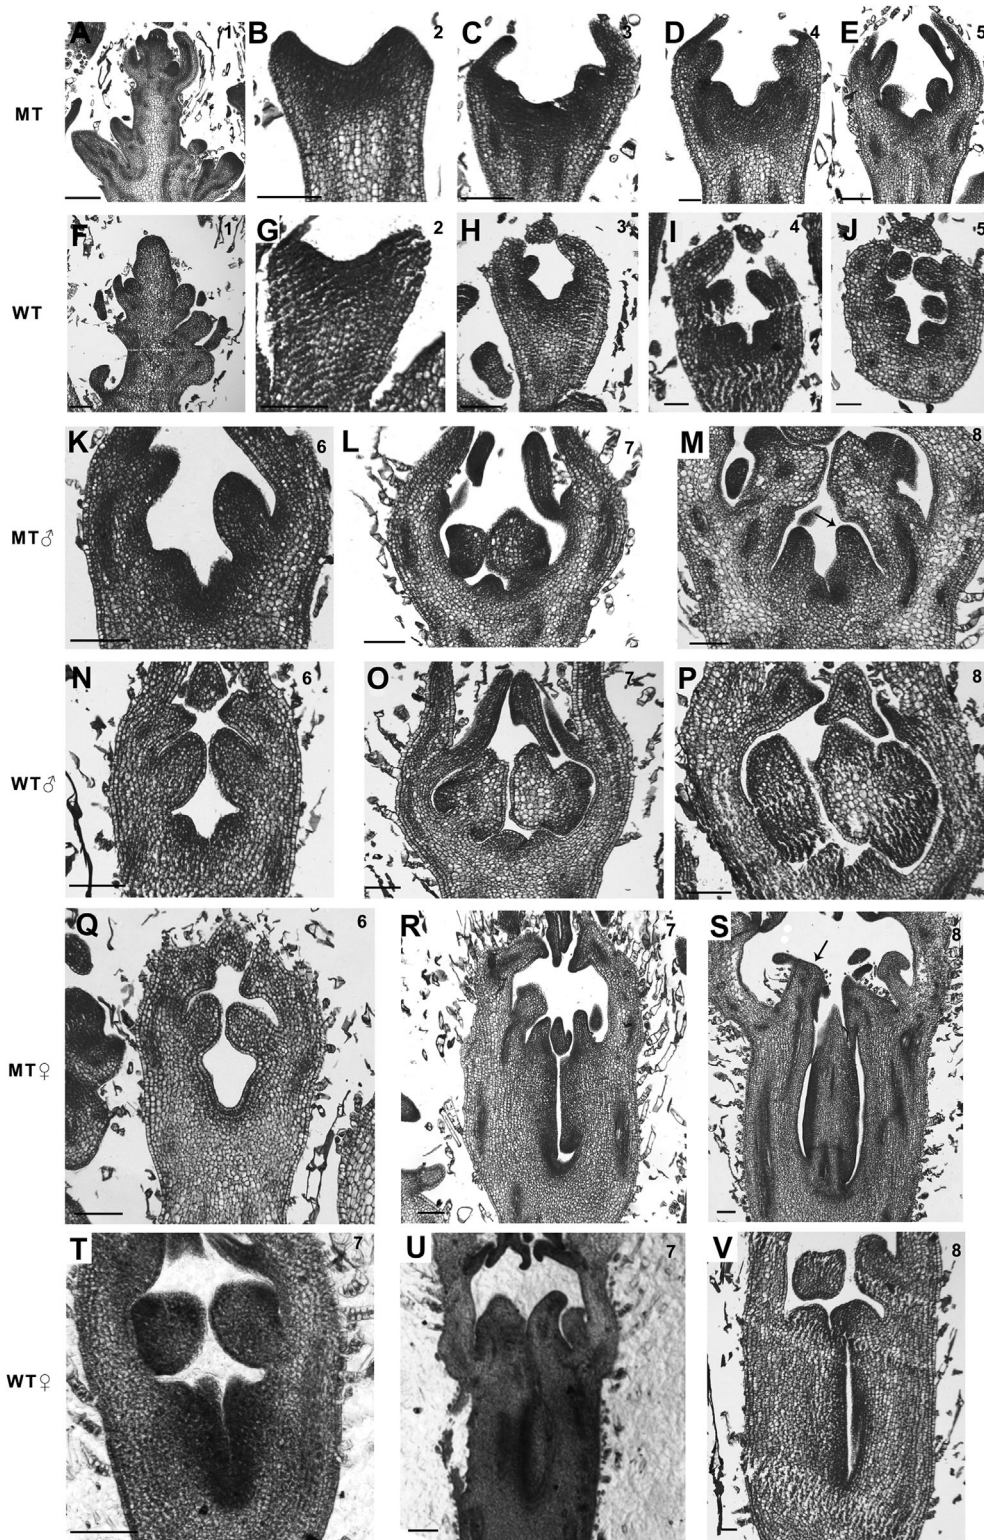 A 1 B 2 C 3 D 4 E 5
MT
F 1 G 2 H 3 I 4 J 5
WT
K 6 L 7 M 8
MT♂
N 6 O 7 P 8
WT♂
Q 6 R 7 S 8
MT♀
T 7 U 7 V 8
WT♀